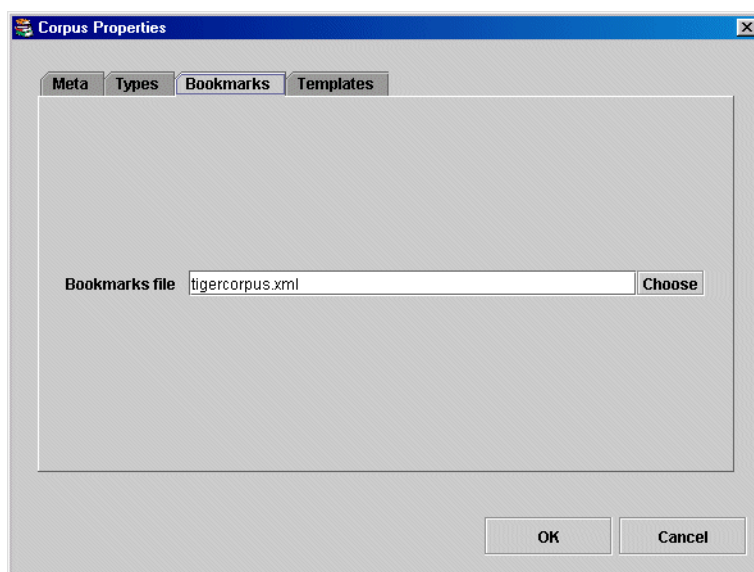 Corpus Properties
Meta Types Bookmarks Templates
Bookmarks file tigercorpus.xml Choose
OK Cancel